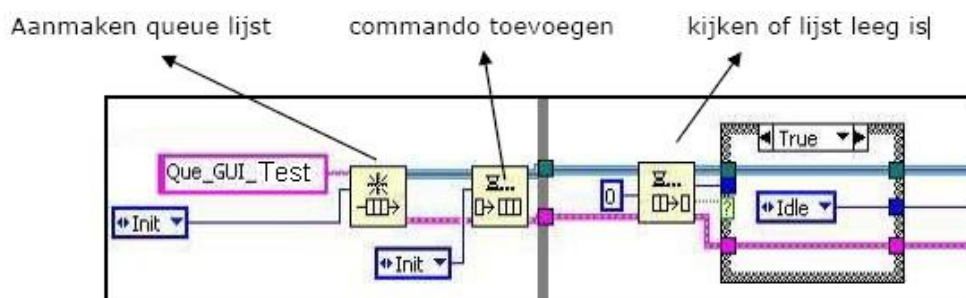 Aanmaken queue lijst
commando toevoegen
kijken of lijst leeg is
True
Que_GUI_Test
Init
Init
0
?
Idle